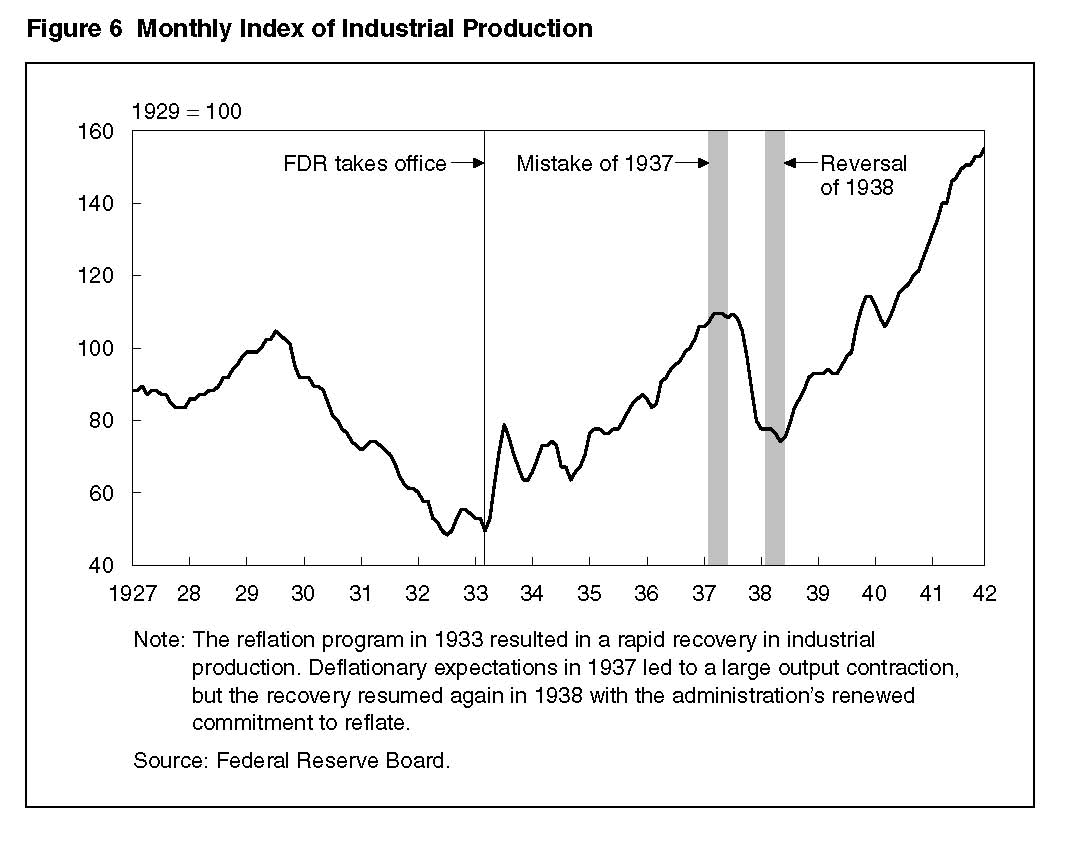 Figure 6 Monthly Index of Industrial Production
1929 = 100
160
FDR takes office
Mistake of 1937
Reversal
of 1938
140
120
100
80
60
40
1927 28 29 30 31 32 33 34 35 36 37 38 39 40 41 42
Note: The reflation program in 1933 resulted in a rapid recovery in industrial
production. Deflationary expectations in 1937 led to a large output contraction,
but the recovery resumed again in 1938 with the administration's renewed
commitment to reflate.
Source: Federal Reserve Board.